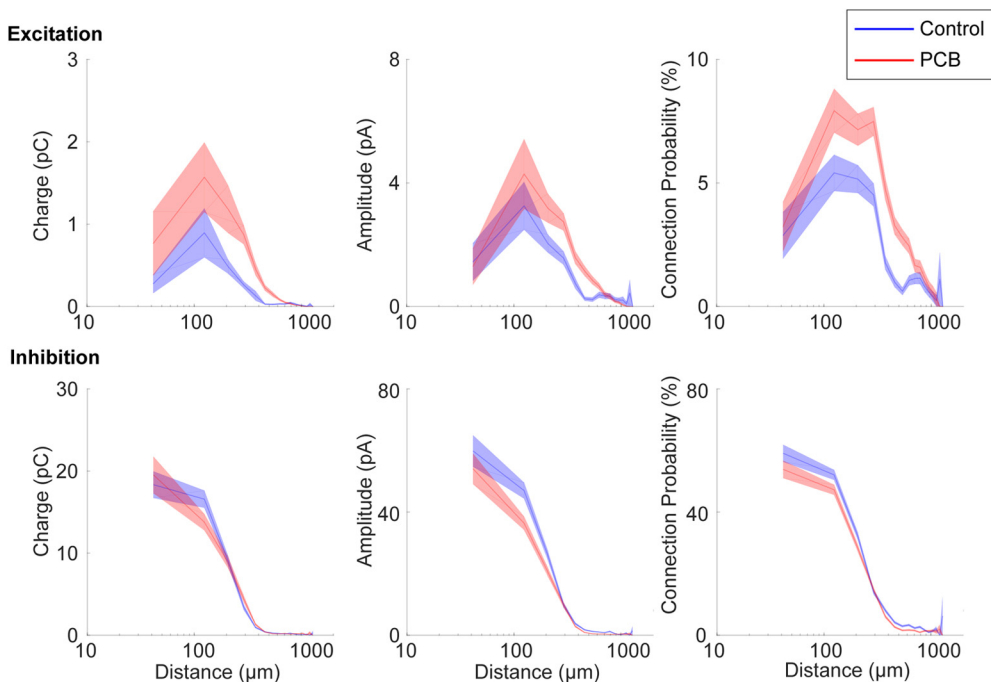 Excitation
Control
PCB
Charge (pC)
3
2
1
0
10
100
1000
Amplitude (pA)
8
4
0
10
100
1000
Connection Probability (%)
10
5
0
10
100
1000
Inhibition
Charge (pC)
30
20
10
0
10
100
1000
Distance (µm)
Amplitude (pA)
80
40
0
10
100
1000
Distance (µm)
Connection Probability (%)
80
40
0
10
100
1000
Distance (µm)